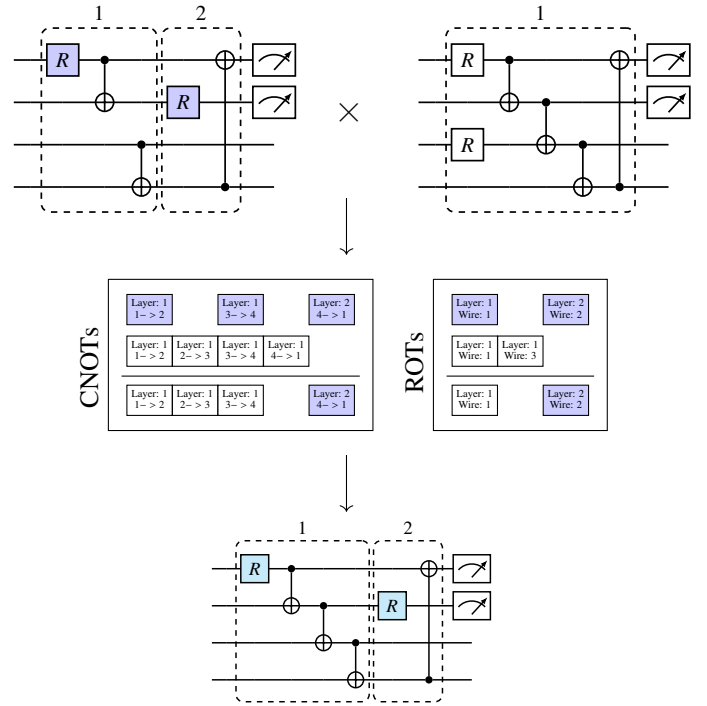 1 2 1
R R
R R
CNOTs
Layer: 1 Layer: 1 Layer: 2
1− > 2 3− > 4 4− > 1
Layer: 1 Layer: 1 Layer: 1 Layer: 1
1− > 2 2− > 3 3− > 4 4− > 1
Layer: 1 Layer: 1 Layer: 1 Layer: 2
1− > 2 2− > 3 3− > 4 4− > 1
ROTs
Layer: 1 Layer: 2
Wire: 1 Wire: 2
Layer: 1 Layer: 1
Wire: 1 Wire: 3
Layer: 1 Layer: 2
Wire: 1 Wire: 2
1 2
R
R